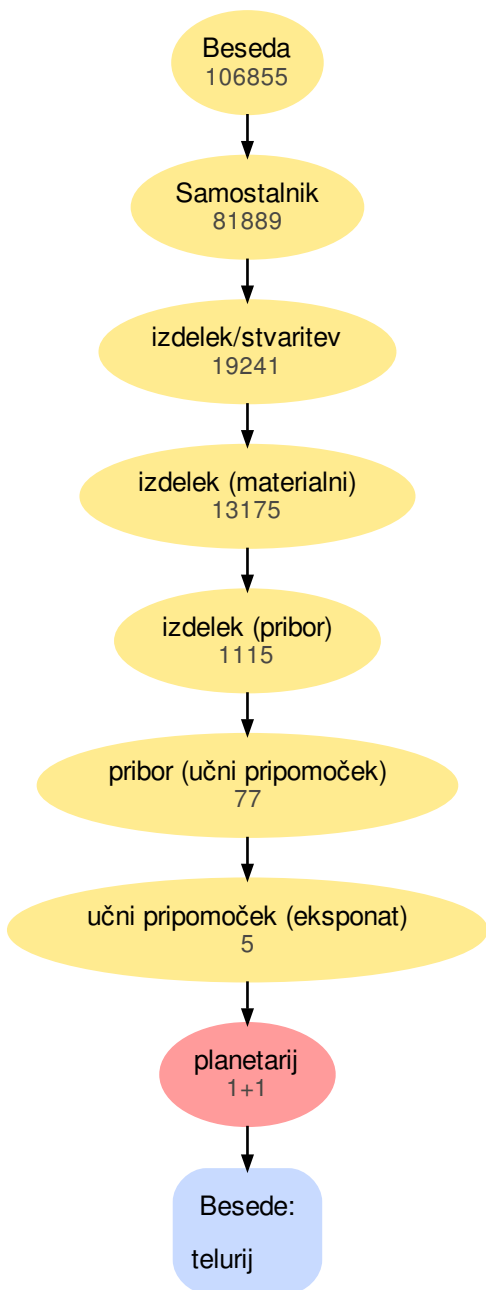 Beseda
106855
Samostalnik
81889
izdelek/stvaritev
19241
izdelek (materialni)
13175
izdelek (pribor)
1115
pribor (učni pripomoček)
77
učni pripomoček (eksponat)
5
planetarij
1+1
Besede:
telurij